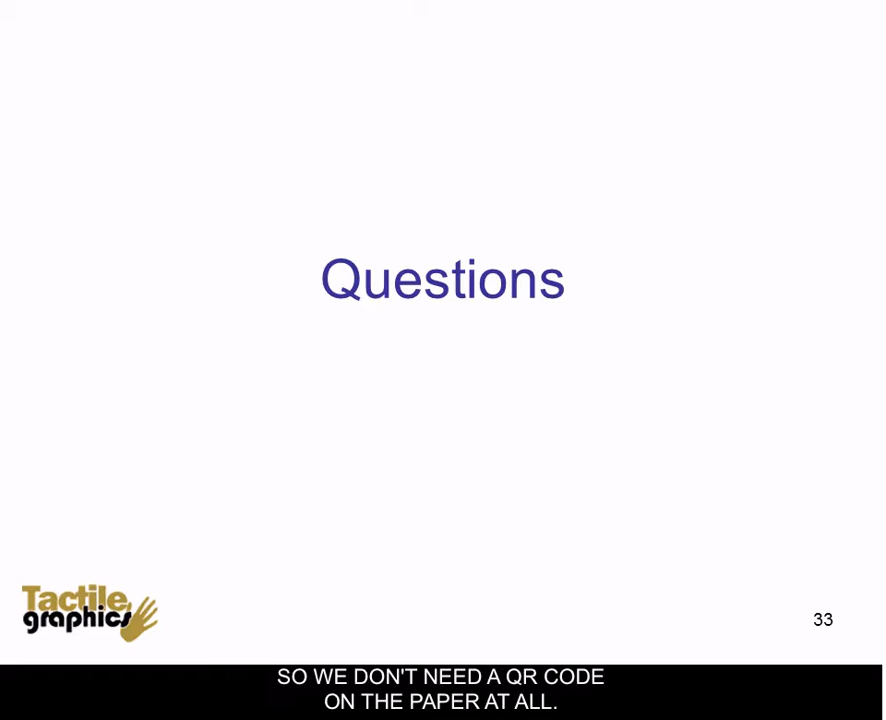 Questions
Tactile
graphics
33
SO WE DON'T NEED A QR CODE
ON THE PAPER AT ALL.